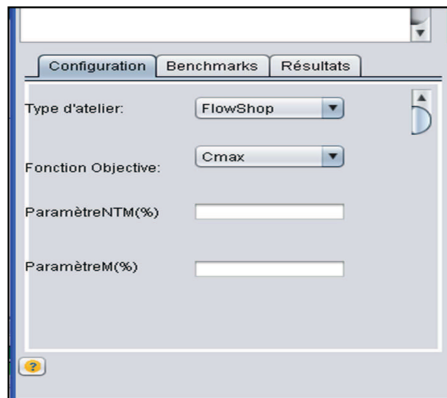 Configuration Benchmarks Résultats
Type d'atelier: FlowShop
Fonction Objective: Cmax
ParamètreNTM(%)
ParamètreM(%)
?